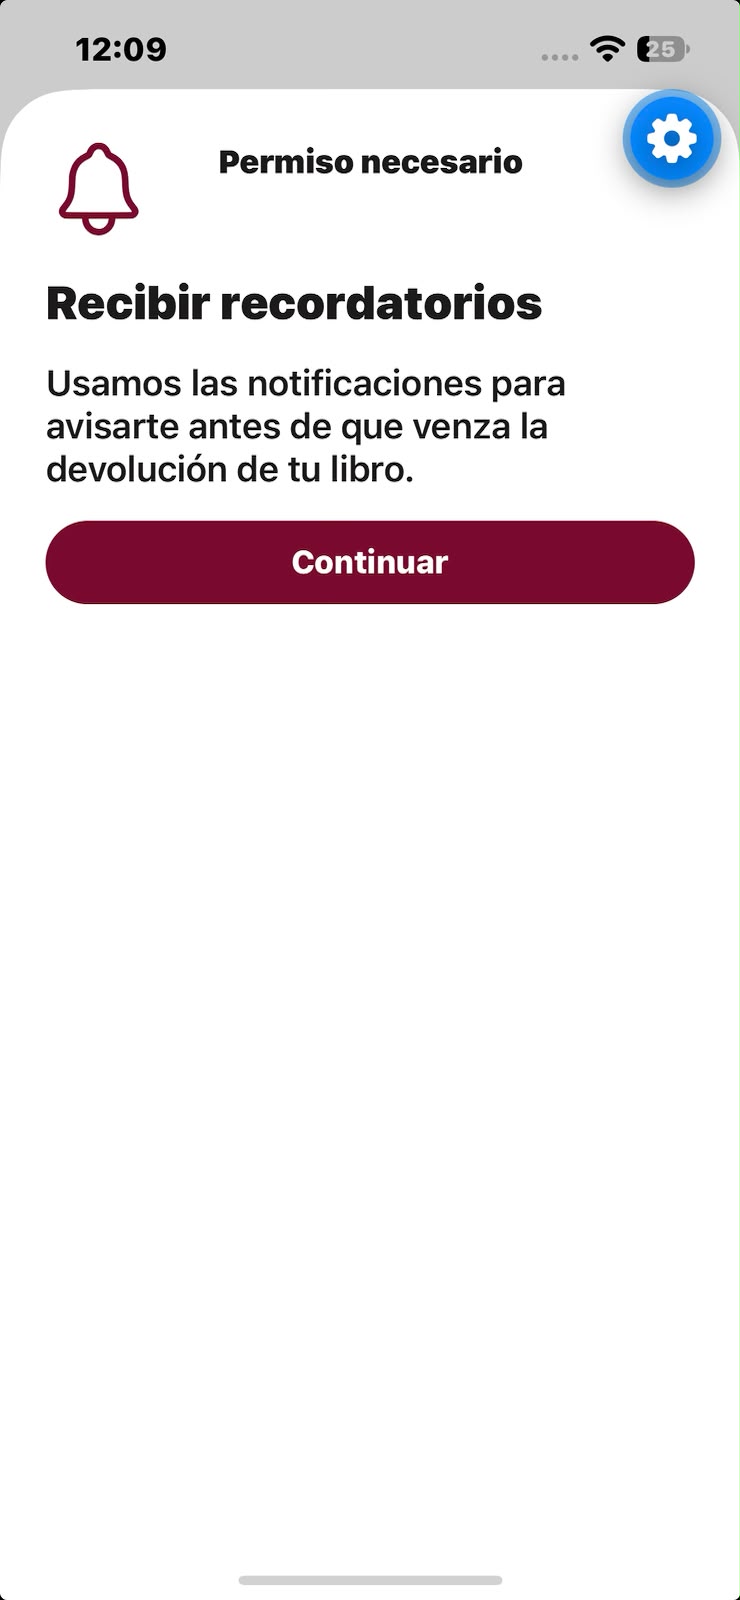 12:09
25
Permiso necesario
Recibir recordatorios
Usamos las notificaciones para
avisarte antes de que venza la
devolución de tu libro.
Continuar